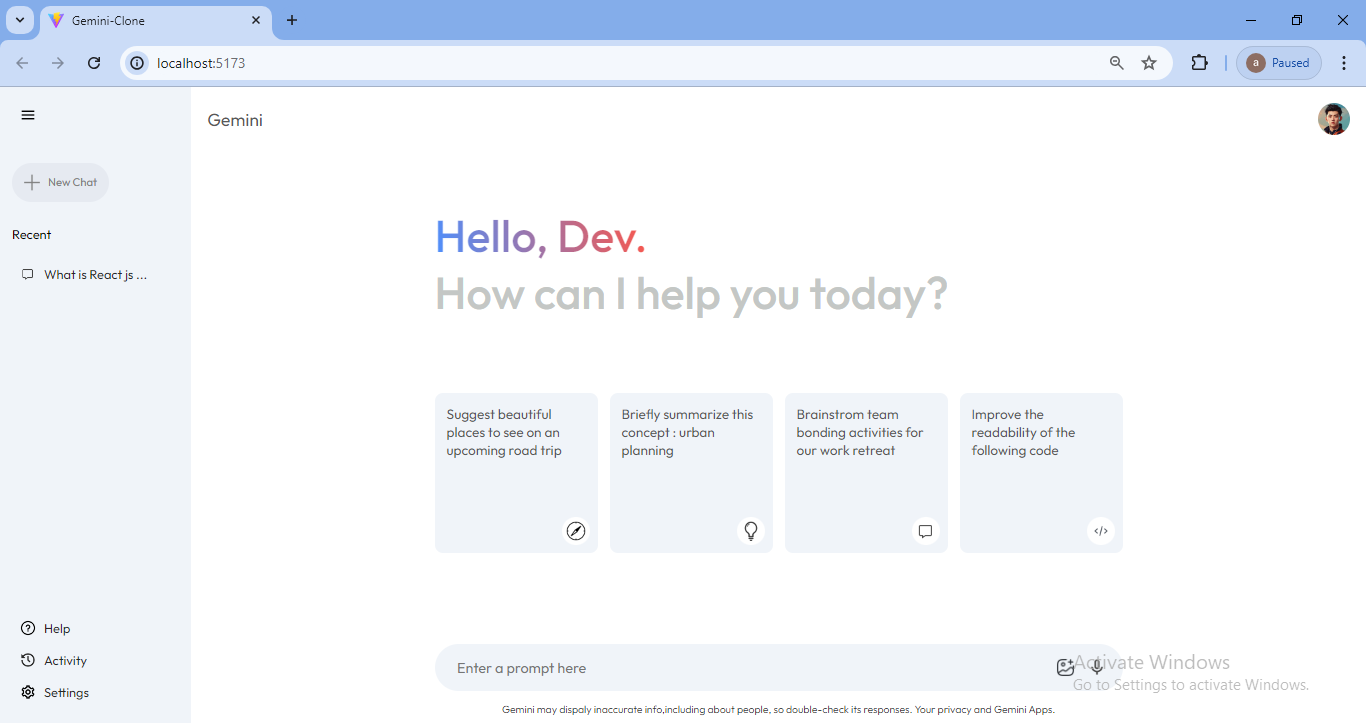 Gemini-Clone
localhost:5173
a Paused
Gemini
New Chat
Recent
What is React js ...
Hello, Dev.
How can I help you today?
Suggest beautiful
places to see on an
upcoming road trip
Briefly summarize this
concept : urban
planning
Brainstrom team
bonding activities for
our work retreat
Improve the
readability of the
following code
Help
Activity
Settings
Enter a prompt here
Activate Windows
Go to Settings to activate Windows.
Gemini may dispaly inaccurate info,including about people, so double-check its responses. Your privacy and Gemini Apps.